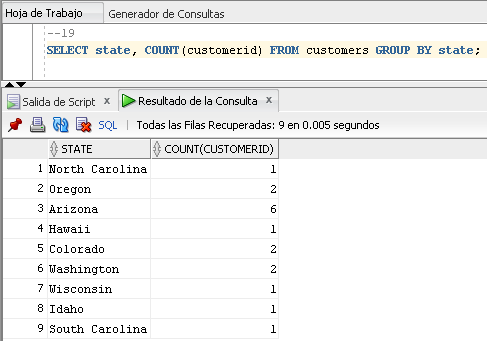 Hoja de Trabajo Generador de Consultas
--19
SELECT state, COUNT(customerid) FROM customers GROUP BY state;
Salida de Script x Resultado de la Consulta x
SQL | Todas las Filas Recuperadas: 9 en 0.005 segundos
STATE COUNT(CUSTOMERID)
1 North Carolina 1
2 Oregon 2
3 Arizona 6
4 Hawaii 1
5 Colorado 2
6 Washington 2
7 Wisconsin 1
8 Idaho 1
9 South Carolina 1